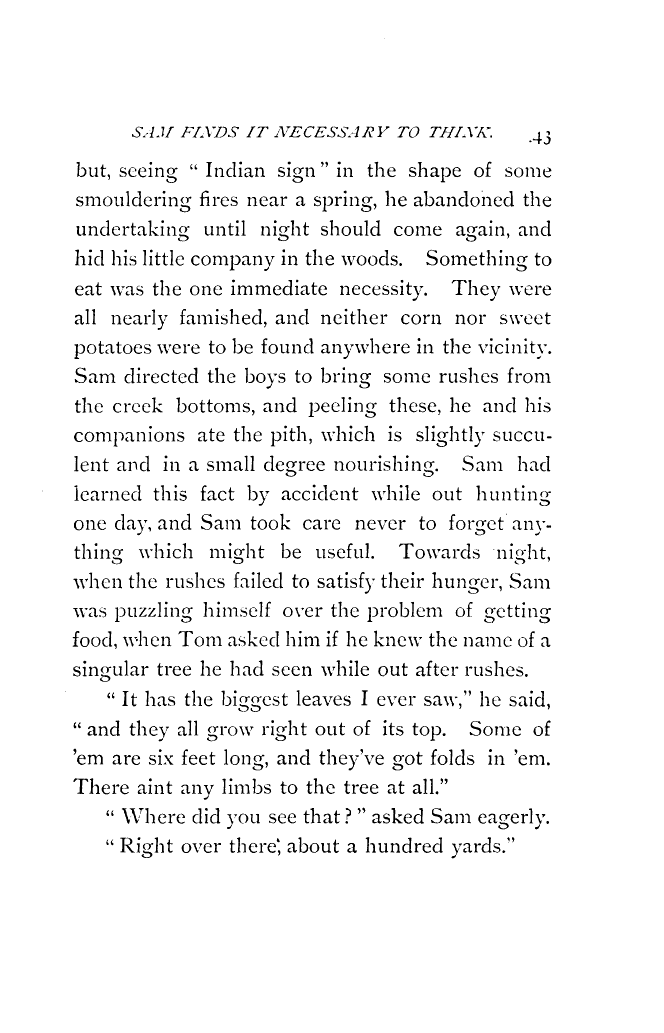 SAM FINDS IT NECESSARY TO THINK. 43
but, seeing “ Indian sign ” in the shape of some
smouldering fires near a spring, he abandoned the
undertaking until night should come again, and
hid his little company in the woods. Something to
eat was the one immediate necessity. They were
all nearly famished, and neither corn nor sweet
potatoes were to be found anywhere in the vicinity.
Sam directed the boys to bring some rushes from
the creek bottoms, and peeling these, he and his
companions ate the pith, which is slightly succu-
lent and in a small degree nourishing. Sam had
learned this fact by accident while out hunting
one day, and Sam took care never to forget any-
thing which might be useful. Towards night,
when the rushes failed to satisfy their hunger, Sam
was puzzling himself over the problem of getting
food, when Tom asked him if he knew the name of a
singular tree he had seen while out after rushes.
“ It has the biggest leaves I ever saw,” he said,
“ and they all grow right out of its top. Some of
’em are six feet long, and they’ve got folds in ’em.
There aint any limbs to the tree at all.”
“ Where did you see that ? ” asked Sam eagerly.
“ Right over there, about a hundred yards.”